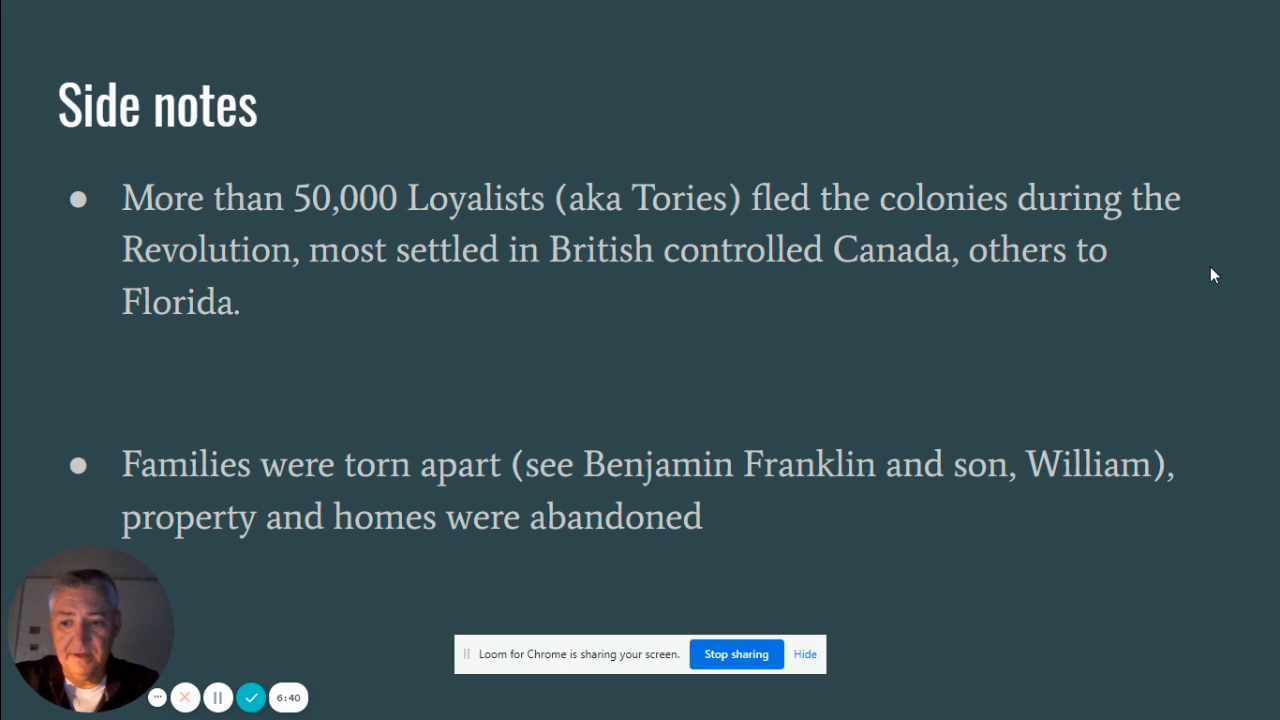 Side notes
● More than 50,000 Loyalists (aka Tories) fled the colonies during the
Revolution, most settled in British controlled Canada, others to
Florida.
● Families were torn apart (see Benjamin Franklin and son, William),
property and homes were abandoned
Loom for Chrome is sharing your screen. Stop sharing Hide
6:40